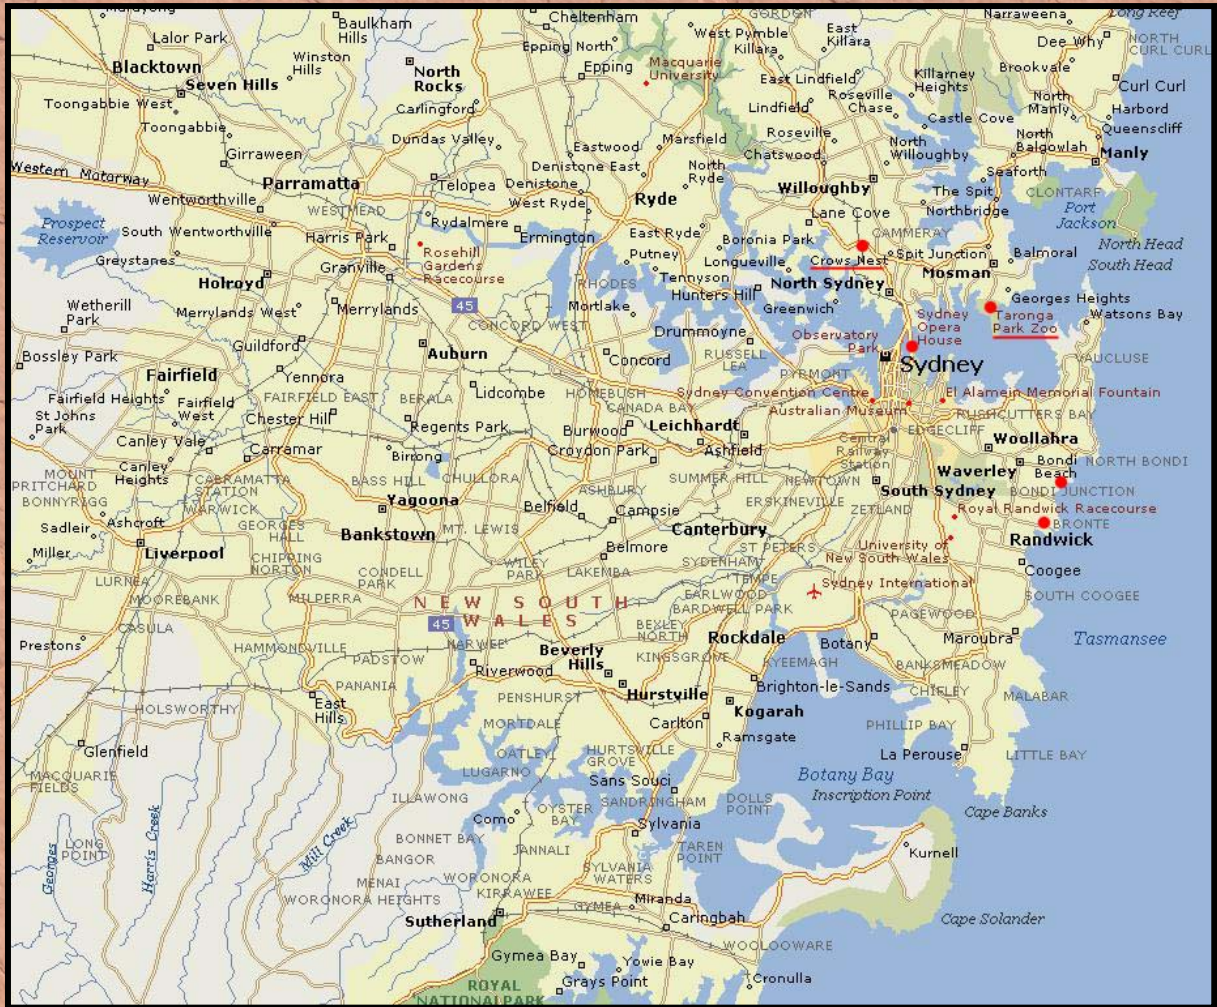 Cheltenham
GORDON
Narraweena
Long Reef
Baulkham
Hills
Lalor Park
Epping North
West Pymble
Killara
East
Killara
Dee Why
NORTH
CURL CURL
Blacktown
Winston
Hills
North
Rocks
Epping
Macquarie
University
East Lindfield
Killarney
Heights
Brookvale
Seven Hills
Curl Curl
Toongabbie West
Carlingford
Lindfield
Roseville
Chase
North
Manly
Harbord
Castle Cove
Queenscliff
Toongabbie
Dundas Valley
Eastwood
Marsfield
Roseville
North
Willoughby
North
Balgowlah
Manly
Girraween
Denistone East
North
Ryde
Chatswood
Seaforth
Western Motorway
Parramatta
Telopea
Denistone
Willoughby
The Spit
CLONTARF
Wentworthville
WESTMEAD
West Ryde
Ryde
Lane Cove
Northbridge
Port
Jackson
Prospect
Reservoir
South Wentworthville
Rydalmere
Ermington
East Ryde
Boronia Park
CAMMERAY
North Head
Harris Park
Rosehill
Gardens
Racecourse
Putney
Longueville
Crows Nest
Spit Junction
Balmoral
South Head
Greystanes
Granville
Tennyson
Mosman
Holroyd
RHODES
Hunters Hill
North Sydney
Georges Heights
Wetherill
Park
Merrylands West
Merrylands
45
Mortlake
Greenwich
Sydney
Opera
House
Taronga
Park Zoo
Watsons Bay
CONCORD WEST
Drummoyne
Observatory
Park
Guildford
Auburn
Concord
RUSSELL
LEA
Sydney
VAUCLUSE
Bossley Park
Fairfield
Yennora
PYRMONT
Fairfield Heights
Fairfield
West
FAIRFIELD EAST
BERALA
Lidcombe
HOMEBUSH
CANADA BAY
Sydney Convention Centre
El Alamein Memorial Fountain
St Johns
Park
Chester Hill
Regents Park
Burwood
Leichhardt
Australian Museum
RUSHCUTTERS BAY
EDGECLIFF
Canley Vale
Carramar
Birrong
Croydon Park
Ashfield
Central
Railway
Station
Woollahra
MOUNT
PRITCHARD
Canley
Heights
CABRAMATTA
STATION
BASS HILL
CHULLORA
SUMMER HILL
NEWTOWN
Waverley
Bondi
Beach
NORTH BONDI
BONNYRIGG
WARWICK
Yagoona
ASHBURY
ERSKINEVILLE
South Sydney
BONDI JUNCTION
Sadleir
Ashcroft
GEORGES
HALL
MT. LEWIS
Belfield
Campsie
ZETLAND
Royal Randwick Racecourse
Bankstown
Canterbury
BRONTE
Randwick
Miller
Liverpool
CHIPPING
NORTON
Belmore
ST PETERS
University of
New South Wales
LURNEA
CONDELL
PARK
WILEY
PARK
LAKEMBA
SYDENHAM
TEMPE
Coogee
MOOREBANK
MILPERRA
NEW SOUTH
WALES
EARLWOOD
BARDWELL PARK
Sydney International
SOUTH COOGEE
CASULA
45
BEXLEY
NORTH
PAGEWOOD
Prestons
HAMMONDVILLE
NARWEE
Beverly
Hills
Rockdale
Botany
Maroubra
Tasmansee
PADSTOW
Riverwood
KINGSGROVE
KYEEMAGH
BANKSMEADOW
PANANIA
PENSHURST
Hurstville
Brighton-le-Sands
CHIFLEY
MALABAR
HOLSWORTHY
East
Hills
MORTDALE
Carlton
Kogarah
PHILLIP BAY
Glenfield
OATLEY
HURTSVILLE
GROVE
Ramsgate
La Perouse
LITTLE BAY
MACQUARIE
FIELDS
LUGARNO
Sans Souci
Botany Bay
ILLAWONG
OYSTER
BAY
SANDRINGHAM
DOLLS
POINT
Inscription Point
Cape Banks
Georges
LONG
POINT
Harris Creek
Mill Creek
BONNET BAY
Como
Sylvania
TAREN
POINT
Kurnell
BANGOR
JANNALI
MENAI
WORONORA
SYLVANIA
WATERS
WORONORA HEIGHTS
KIRRAWEE
GYMEA
Miranda
Sutherland
Caringbah
Cape Solander
WOOLOOWARE
Gymea Bay
Yowie Bay
ROYAL
NATIONAL PARK
Grays Point
Cronulla